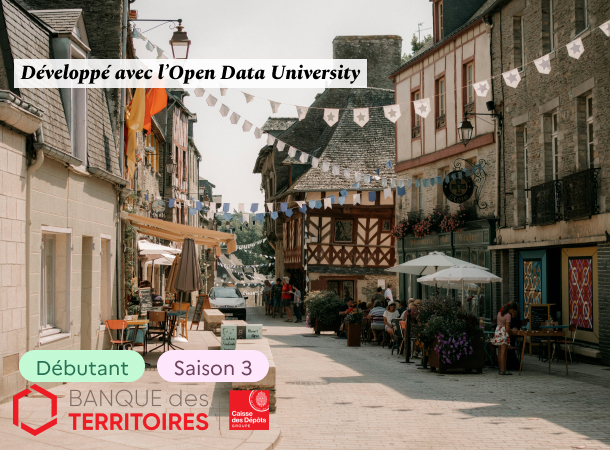 Développé avec l'Open Data University
Débutant
Saison 3
BANQUE des
TERRITOIRES
Caisse
des Dépôts
GROUPE